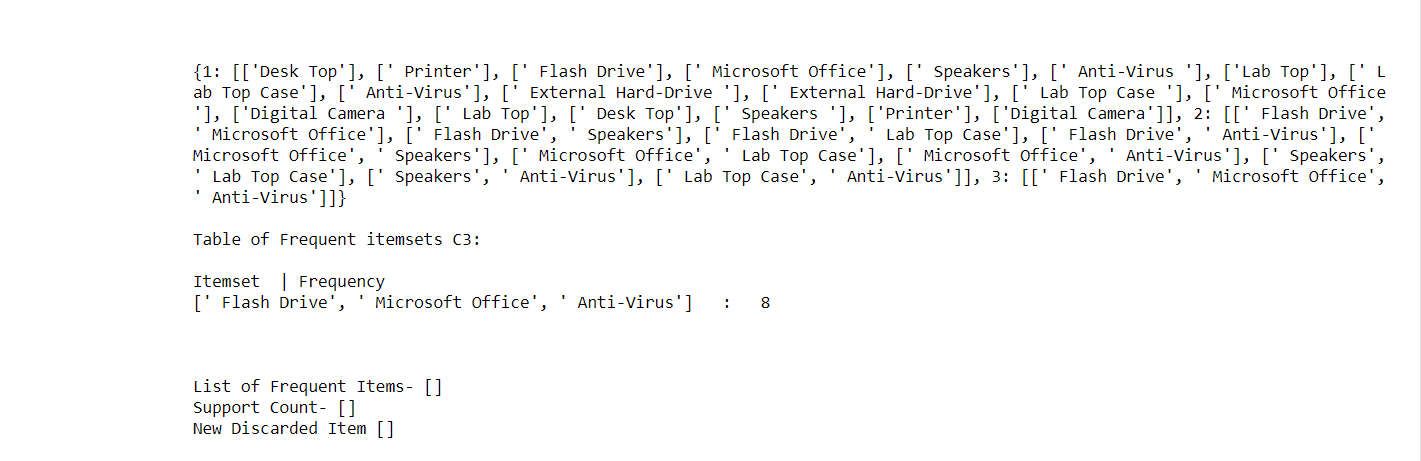 {1: [['Desk Top'], [' Printer'], [' Flash Drive'], [' Microsoft Office'], [' Speakers'], [' Anti-Virus '], ['Lab Top'], [' L
ab Top Case'], [' Anti-Virus'], [' External Hard-Drive '], [' External Hard-Drive'], [' Lab Top Case '], [' Microsoft Office
'], ['Digital Camera '], [' Lab Top'], [' Desk Top'], [' Speakers '], ['Printer'], ['Digital Camera']], 2: [[' Flash Drive',
' Microsoft Office'], [' Flash Drive', ' Speakers'], [' Flash Drive', ' Lab Top Case'], [' Flash Drive', ' Anti-Virus'], ['
Microsoft Office', ' Speakers'], [' Microsoft Office', ' Lab Top Case'], [' Microsoft Office', ' Anti-Virus'], [' Speakers',
' Lab Top Case'], [' Speakers', ' Anti-Virus'], [' Lab Top Case', ' Anti-Virus']], 3: [[' Flash Drive', ' Microsoft Office',
' Anti-Virus']]}
Table of Frequent itemsets C3:
Itemset  | Frequency
[' Flash Drive', ' Microsoft Office', ' Anti-Virus']   :   8
List of Frequent Items- []
Support Count- []
New Discarded Item []